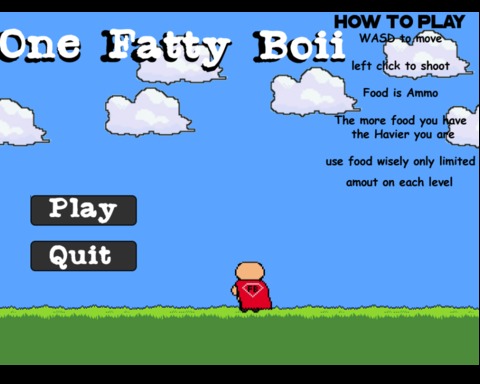 One Fatty Boii
HOW TO PLAY
WASD to move
left click to shoot
Food is Ammo
The more food you have
the Havier you are
use food wisely only limited
amout on each level
Play
Quit